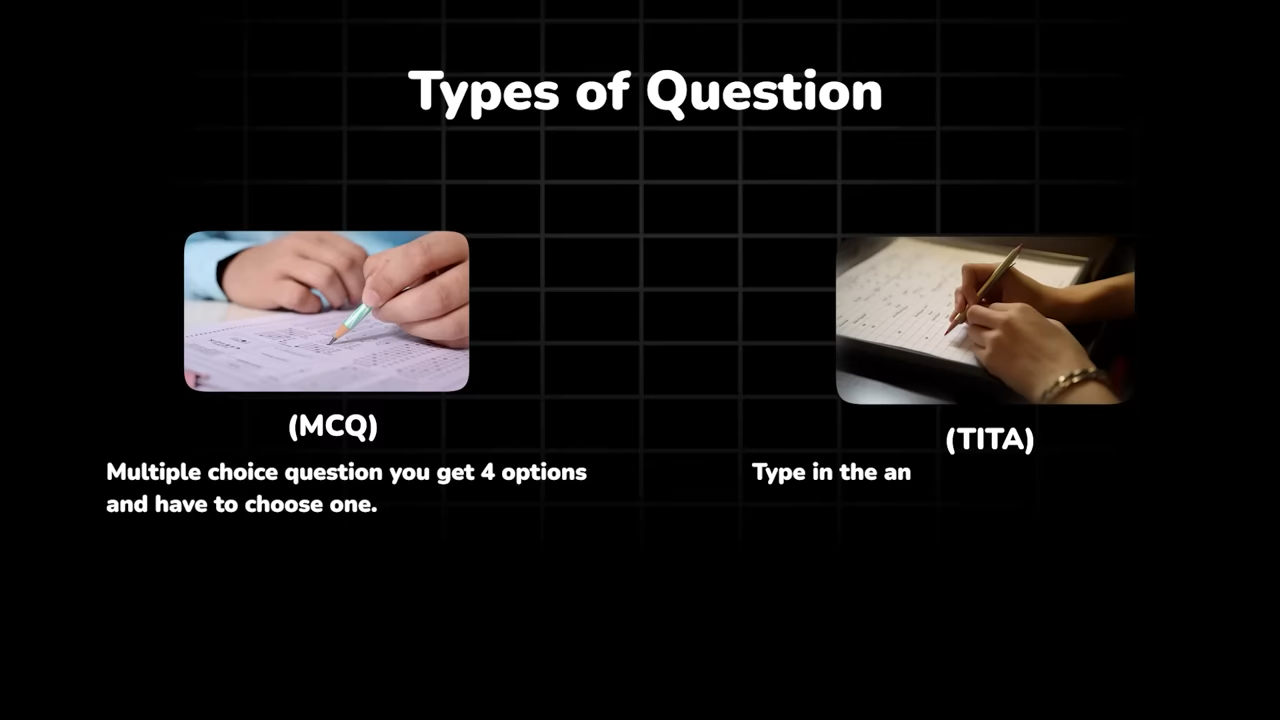 Types of Question
(MCQ)
Multiple choice question you get 4 options
and have to choose one.
(TITA)
Type in the an